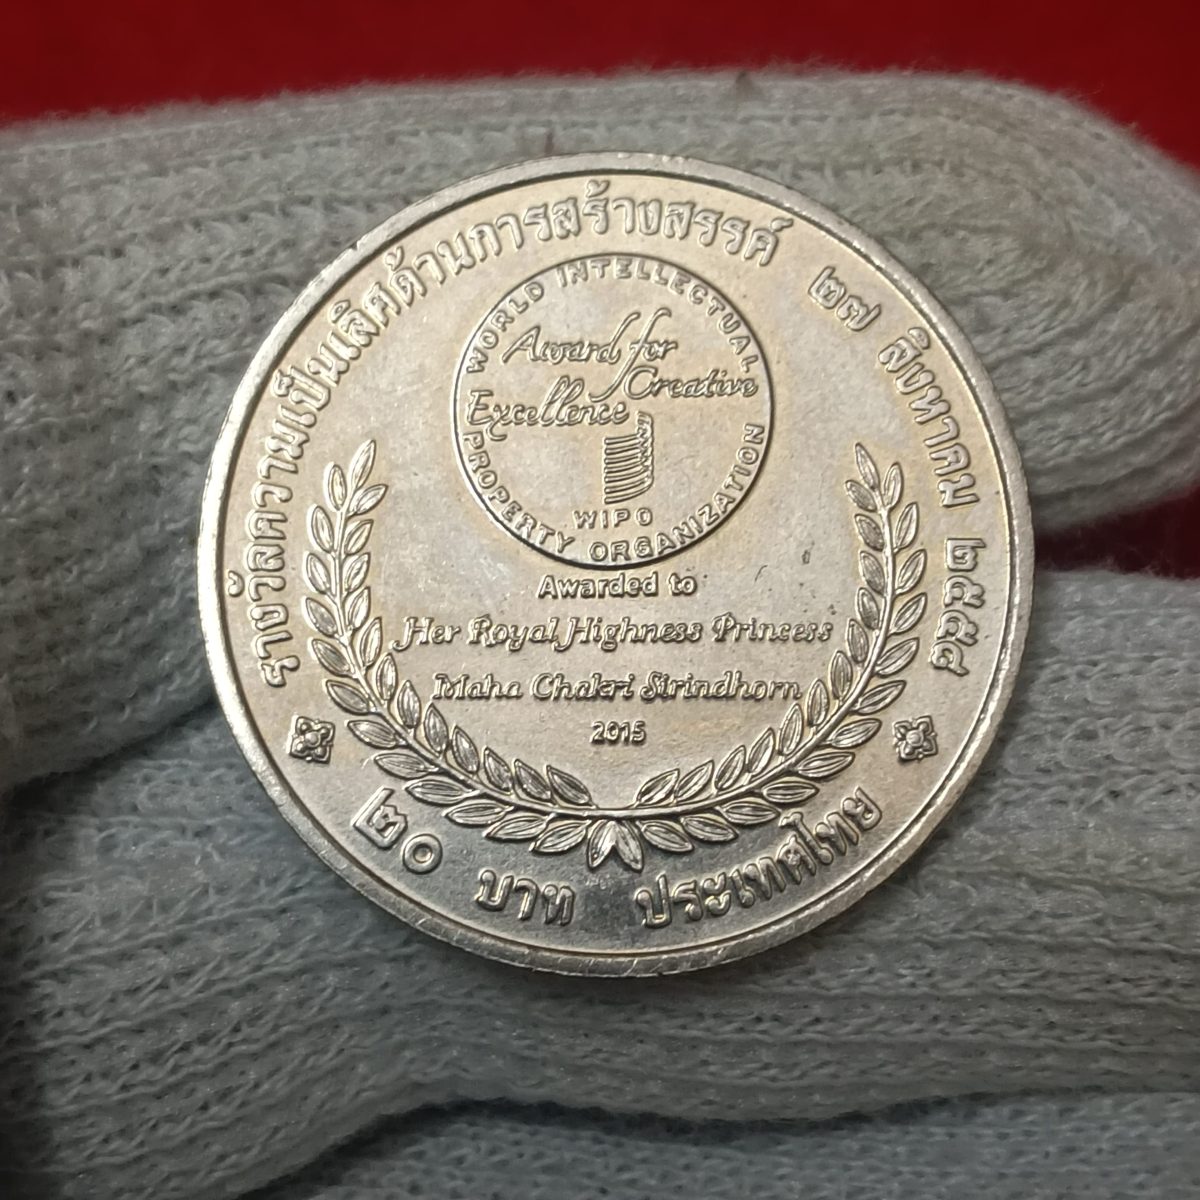 รางวัลความเป็นเลิศด้านการสร้างสรรค์ ๒๗ สิงหาคม ๒๕๕๘
WORLD INTELLECTUAL
Award for
Creative
Excellence
WIPO
PROPERTY ORGANIZATION
Awarded to
Her Royal Highness Princess
Maha Chakri Sirindhorn
2015
๒๐ บาท ประเทศไทย